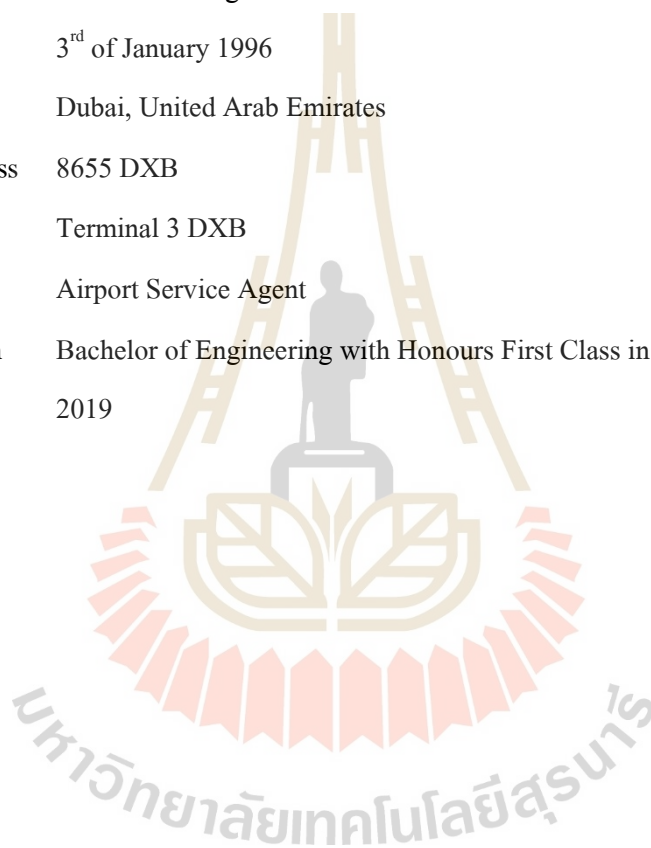 3rd of January 1996
Dubai, United Arab Emirates
ss 8655 DXB
Terminal 3 DXB
Airport Service Agent
Bachelor of Engineering with Honours First Class in
2019
มหาวิทยาลัยเทคโนโลยีสุรนารี